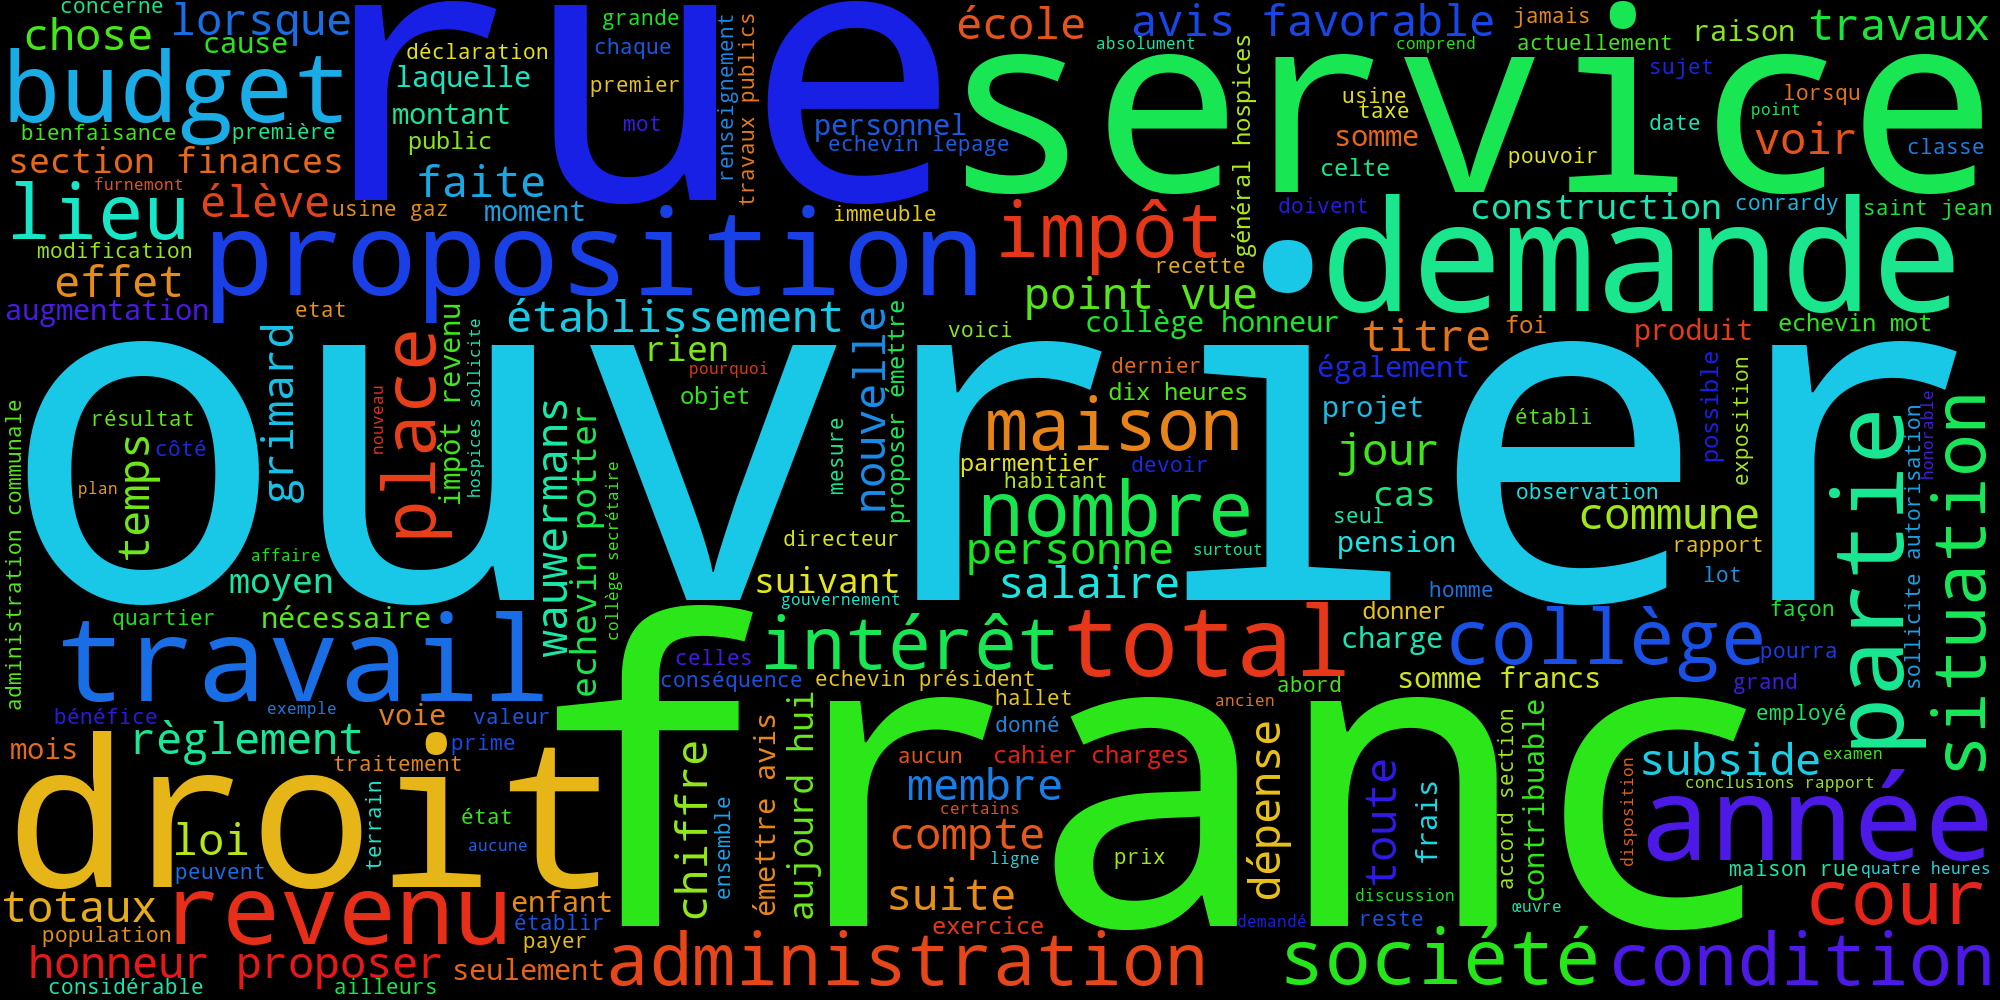 concerne
lorsque
chose
cause
budget
bienfaisance
première
section finances
furnemont
lieu
élève
usine gaz
modification
effet
augmentation
etat
rue
déclaration
grande
chaque
laquelle
premier
montant
public
mot
renseignement
travaux publics
faite
moment
personnel
echevin lepage
immeuble
proposition
école
avis favorable
absolument
jamais
comprend
actuellement
raison
travaux
service
général hospices
usine
taxe
somme
celte
pouvoir
sujet
lorsqu
point
date
voir
classe
impôt
doivent
construction
conrardy
saint jean
recette
point vue
demande
établissement
rien
pourquoi
objet
voici
collège honneur
titre
foi
produit
echevin mot
dernier
dix heures
également
projet
établi
possible
exposition
ouvrier
résultat
côté
temps
plan
grimard
nouveau
place
impôt revenu
hospices sollicite
wauwermans
echevin potter
collège secrétaire
mesure
nouvelle
proposer emettre
maison
parmentier
devoir
habitant
nombre
personne
surtout
salaire
directeur
suivant
gouvernement
jour
cas
seul
pension
observation
commune
rapport
lot
homme
partie
sollicite autorisation
honorable
situation
administration communale
affaire
moyen
quartier
nécessaire
travail
celles
conséquence
intérêt
echevin président
total
donner
charge
collège
façon
pourra
bénéfice
exemple
voie
valeur
règlement
prime
mois
traitement
hallet
donné
abord
ancien
somme francs
grand
employé
droit
loi
peuvent
terrain
état
aucune
franc
chiffre
ensemble
émettre avis
aujourd hui
aucun
cahier charges
membre
certains
compte
ligne
prix
dépense
toute
frais
accord section
contribuable
disposition
subside
examen
conclusions rapport
année
maison rue
quatre heures
totaux
revenu
enfant
établir
population
payer
honneur proposer
seulement
considérable
ailleurs
suite
exercice
administration
demandé
discussion
reste
œuvre
cour
société
condition